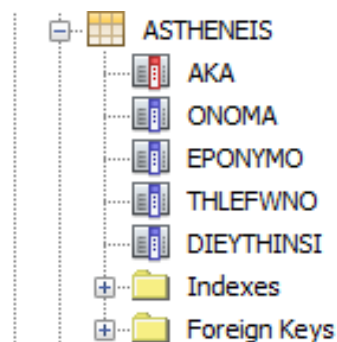 ASTHENEIS
AKA
ONOMA
EPONYMO
THLEFWNO
DIEYTHINSI
Indexes
Foreign Keys